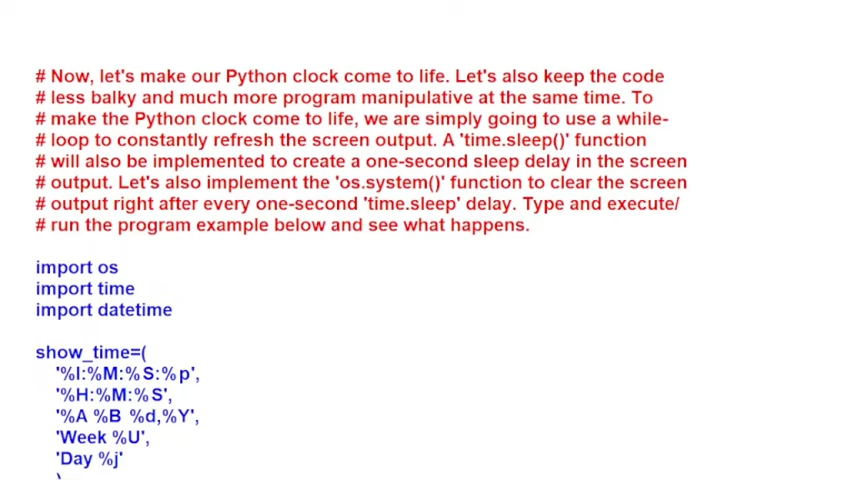 # Now, let's make our Python clock come to life. Let's also keep the code
# less balky and much more program manipulative at the same time. To
# make the Python clock come to life, we are simply going to use a while-
# loop to constantly refresh the screen output. A 'time.sleep()' function
# will also be implemented to create a one-second sleep delay in the screen
# output. Let's also implement the 'os.system()' function to clear the screen
# output right after every one-second 'time.sleep' delay. Type and execute/
# run the program example below and see what happens.
import os
import time
import datetime
show_time=(
'%I:%M:%S:%p',
'%H:%M:%S',
'%A %B %d,%Y',
'Week %U',
'Day %j'